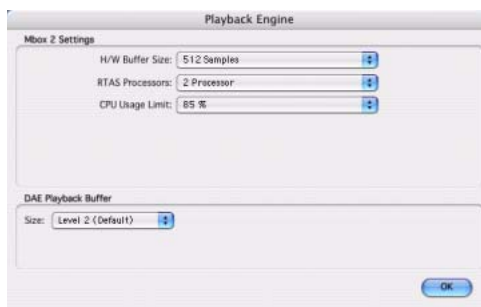 Playback Engine
Mbox 2 Settings
H/W Buffer Size: 512 Samples
RTAS Processors: 2 Processor
CPU Usage Limit: 85 %
DAE Playback Buffer
Size: Level 2 (Default)
OK